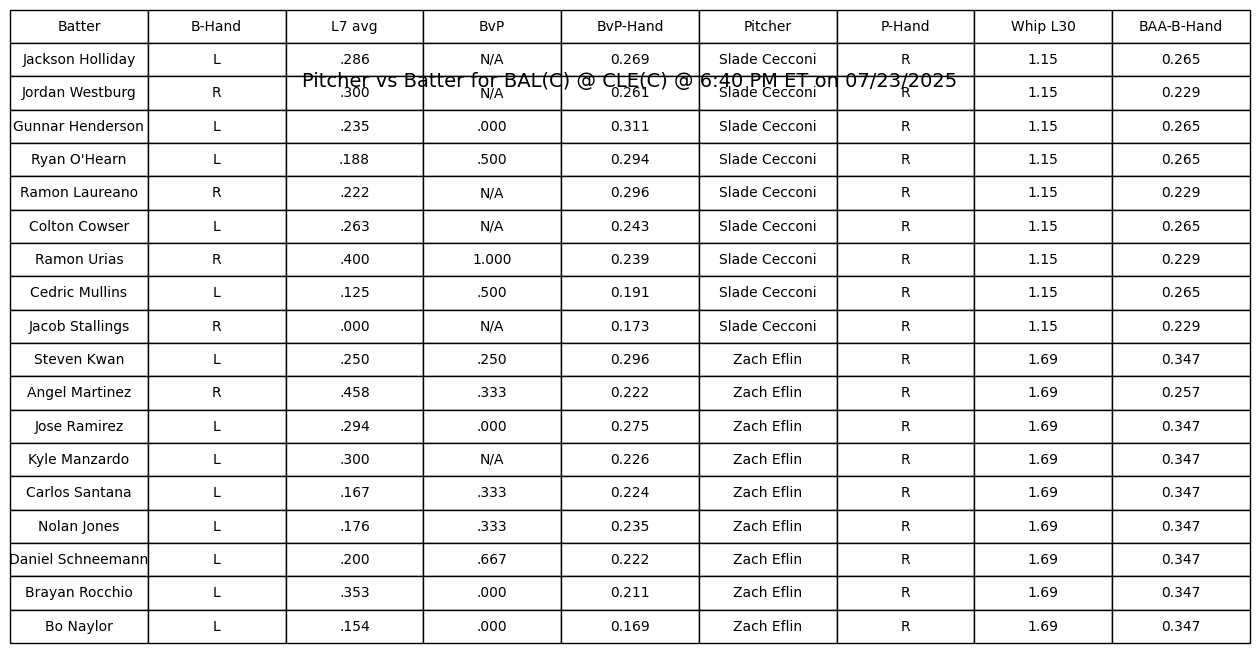 Batter B-Hand L7 avg BvP BvP-Hand Pitcher P-Hand Whip L30 BAA-B-Hand
Jackson Holliday L .286 N/A 0.269 Slade Cecconi R 1.15 0.265
Pitcher vs Batter for BAL(C) @ CLE(C) @ 6:40 PM ET on 07/23/2025
Jordan Westburg R .300 N/A 0.261 Slade Cecconi R 1.15 0.229
Gunnar Henderson L .235 .000 0.311 Slade Cecconi R 1.15 0.265
Ryan O'Hearn L .188 .500 0.294 Slade Cecconi R 1.15 0.265
Ramon Laureano R .222 N/A 0.296 Slade Cecconi R 1.15 0.229
Colton Cowser L .263 N/A 0.243 Slade Cecconi R 1.15 0.265
Ramon Urias R .400 1.000 0.239 Slade Cecconi R 1.15 0.229
Cedric Mullins L .125 .500 0.191 Slade Cecconi R 1.15 0.265
Jacob Stallings R .000 N/A 0.173 Slade Cecconi R 1.15 0.229
Steven Kwan L .250 .250 0.296 Zach Eflin R 1.69 0.347
Angel Martinez R .458 .333 0.222 Zach Eflin R 1.69 0.257
Jose Ramirez L .294 .000 0.275 Zach Eflin R 1.69 0.347
Kyle Manzardo L .300 N/A 0.226 Zach Eflin R 1.69 0.347
Carlos Santana L .167 .333 0.224 Zach Eflin R 1.69 0.347
Nolan Jones L .176 .333 0.235 Zach Eflin R 1.69 0.347
Daniel Schneemann L .200 .667 0.222 Zach Eflin R 1.69 0.347
Brayan Rocchio L .353 .000 0.211 Zach Eflin R 1.69 0.347
Bo Naylor L .154 .000 0.169 Zach Eflin R 1.69 0.347